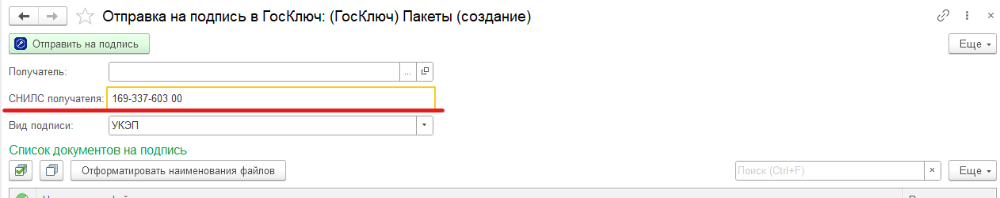 Отправка на подпись в ГосКлюч: (ГосКлюч) Пакеты (создание)
Отправить на подпись
Еще
Получатель:
...
СНИЛС получателя: 169-337-603 00
Вид подписи: УКЭП
Список документов на подпись
Отформатировать наименования файлов
Поиск (Ctrl+F)
×
Еще